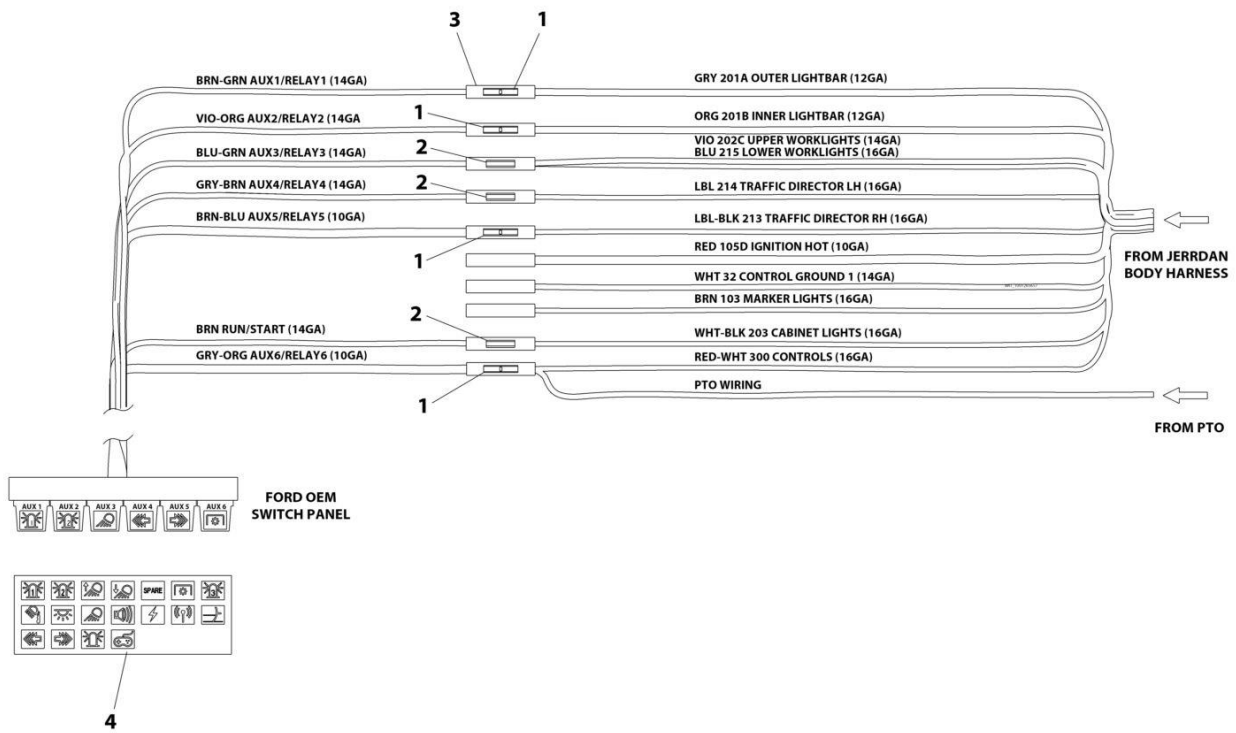 3 1
BRN-GRN AUX1/RELAY1 (14GA)
GRY 201A OUTER LIGHTBAR (12GA)
VIO-ORG AUX2/RELAY2 (14GA
1
ORG 201B INNER LIGHTBAR (12GA)
VIO 202C UPPER WORKLIGHTS (14GA)
BLU-GRN AUX3/RELAY3 (14GA)
2
BLU 215 LOWER WORKLIGHTS (16GA)
GRY-BRN AUX4/RELAY4 (14GA)
2
LBL 214 TRAFFIC DIRECTOR LH (16GA)
BRN-BLU AUX5/RELAY5 (10GA)
LBL-BLK 213 TRAFFIC DIRECTOR RH (16GA)
1
RED 105D IGNITION HOT (10GA)
FROM JERRDAN
BODY HARNESS
WHT 32 CONTROL GROUND 1 (14GA)
BRN 103 MARKER LIGHTS (16GA)
2
BRN RUN/START (14GA)
WHT-BLK 203 CABINET LIGHTS (16GA)
GRY-ORG AUX6/RELAY6 (10GA)
RED-WHT 300 CONTROLS (16GA)
1
PTO WIRING
FROM PTO
FORD OEM
SWITCH PANEL
AUX 1 AUX 2 AUX 3 AUX 4 AUX 5 AUX 6
1 2
1 2 SPARE 3
4